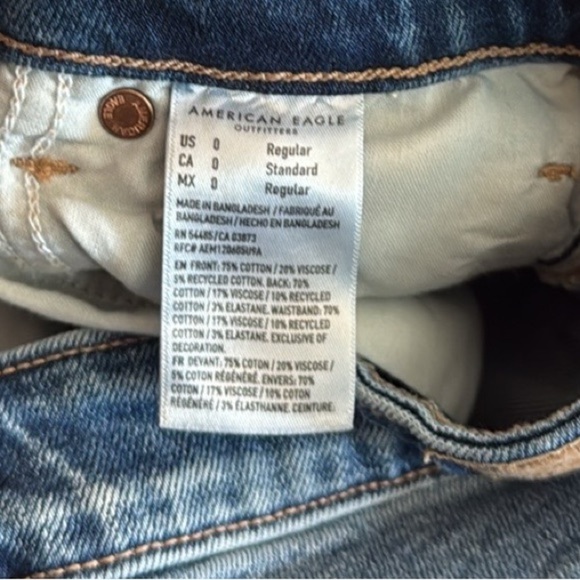 AMERICAN EAGLE
OUTFITTERS
US 0 Regular
CA 0 Standard
MX 0 Regular
MADE IN BANGLADESH / FABRIQUÉ AU
BANGLADESH / HECHO EN BANGLADESH
RN 54485/CA 03873
RFC# AEM120605U9A
EN FRONT: 75% COTTON / 20% VISCOSE /
5% RECYCLED COTTON. BACK: 70%
COTTON / 17% VISCOSE / 10% RECYCLED
COTTON / 3% ELASTANE. WAISTBAND: 70%
COTTON / 17% VISCOSE / 10% RECYCLED
COTTON / 3% ELASTANE. EXCLUSIVE OF
DECORATION.
FR DEVANT: 75% COTON / 20% VISCOSE /
5% COTON RÉGÉNÉRÉ. ENVERS: 70%
COTON / 17% VISCOSE / 10% COTON
RÉGÉNÉRÉ / 3% ÉLASTHANNE. CEINTURE: